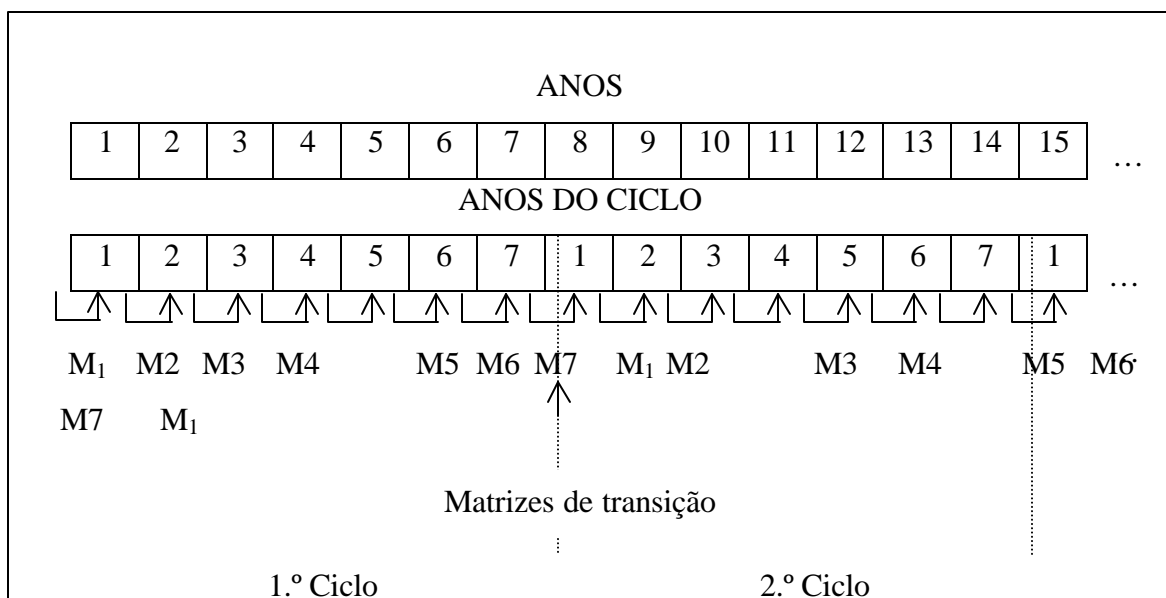 ANOS
1 2 3 4 5 6 7 8 9 10 11 12 13 14 15 ...
ANOS DO CICLO
1 2 3 4 5 6 7 1 2 3 4 5 6 7 1 ...
M1 M2 M3 M4 M5 M6 M7 M1 M2 M3 M4 M5 M6.
M7 M1
Matrizes de transição
1.º Ciclo 2.º Ciclo